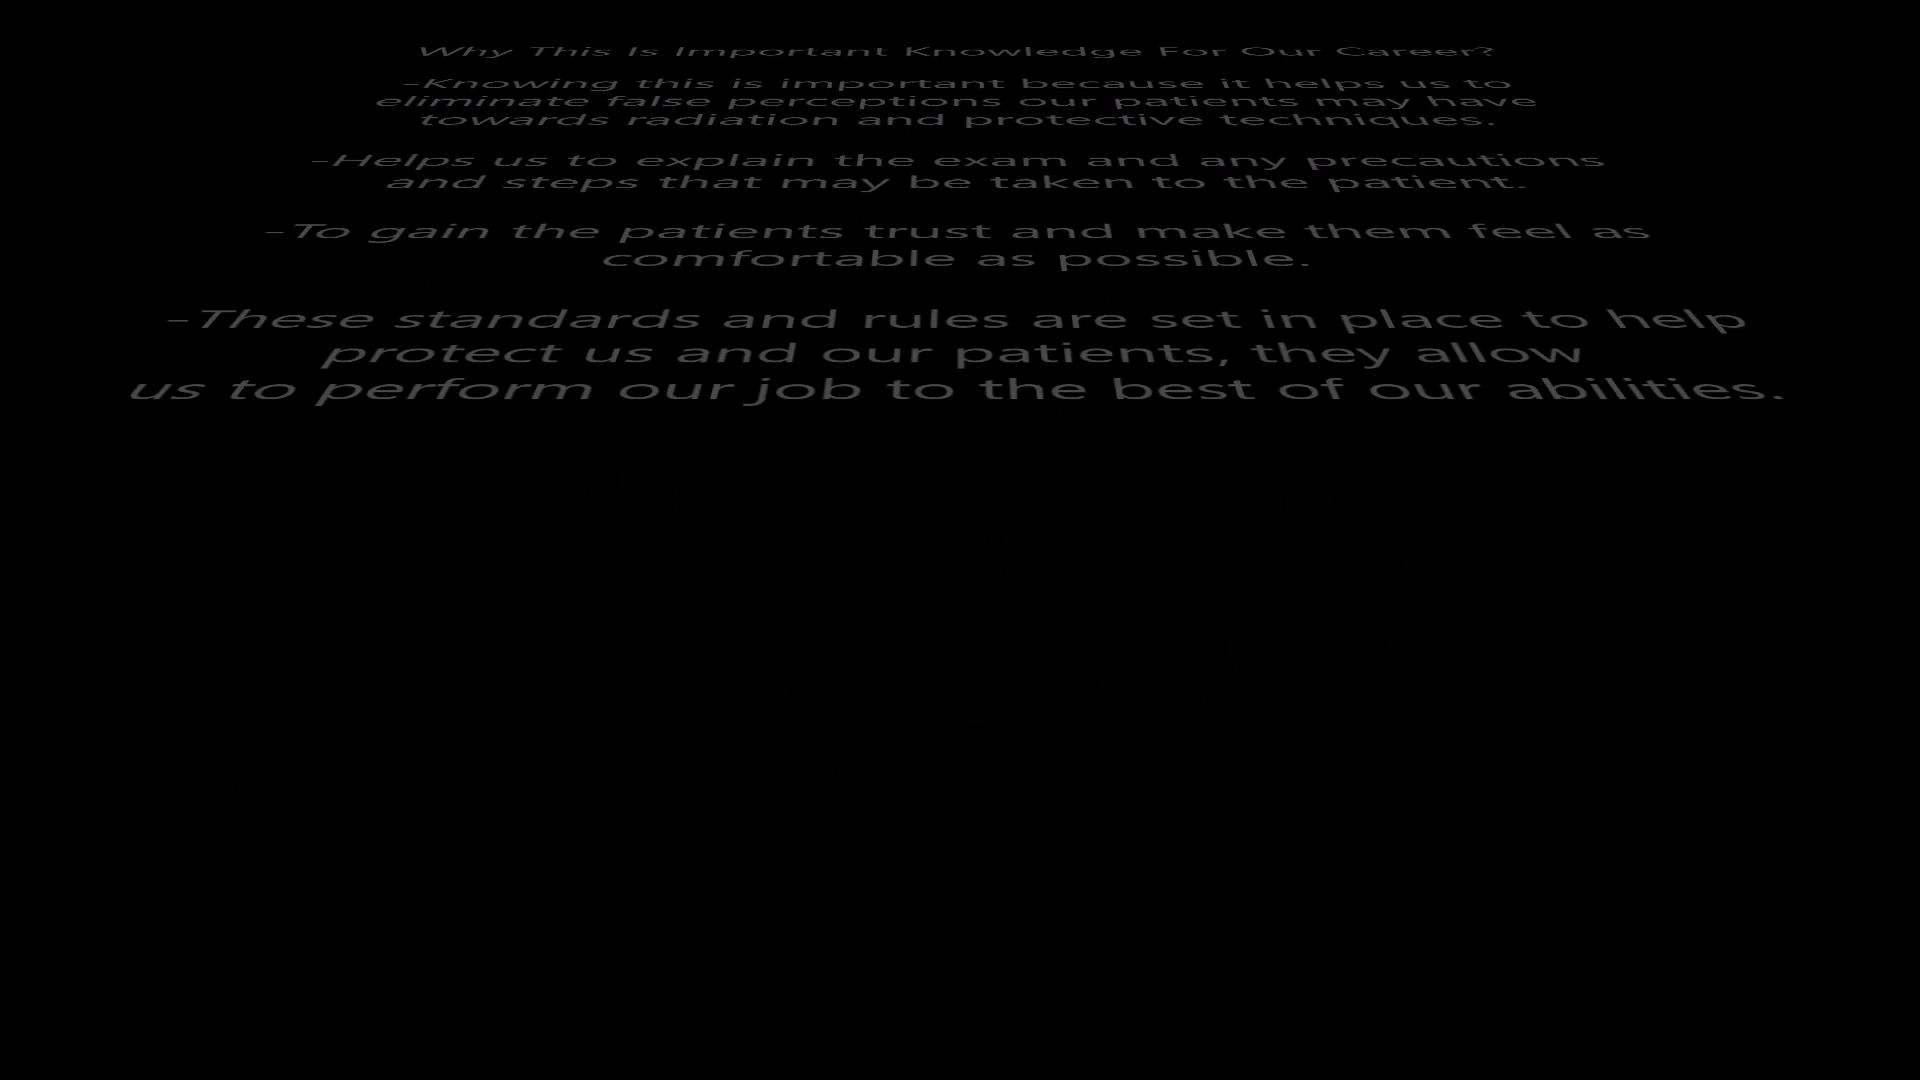 Why This Is Important Knowledge For Our Career?
-Knowing this is important because it helps us to
eliminate false perceptions our patients may have
towards radiation and protective techniques.
-Helps us to explain the exam and any precautions
and steps that may be taken to the patient.
-To gain the patients trust and make them feel as
comfortable as possible.
-These standards and rules are set in place to help
protect us and our patients, they allow
us to perform our job to the best of our abilities.